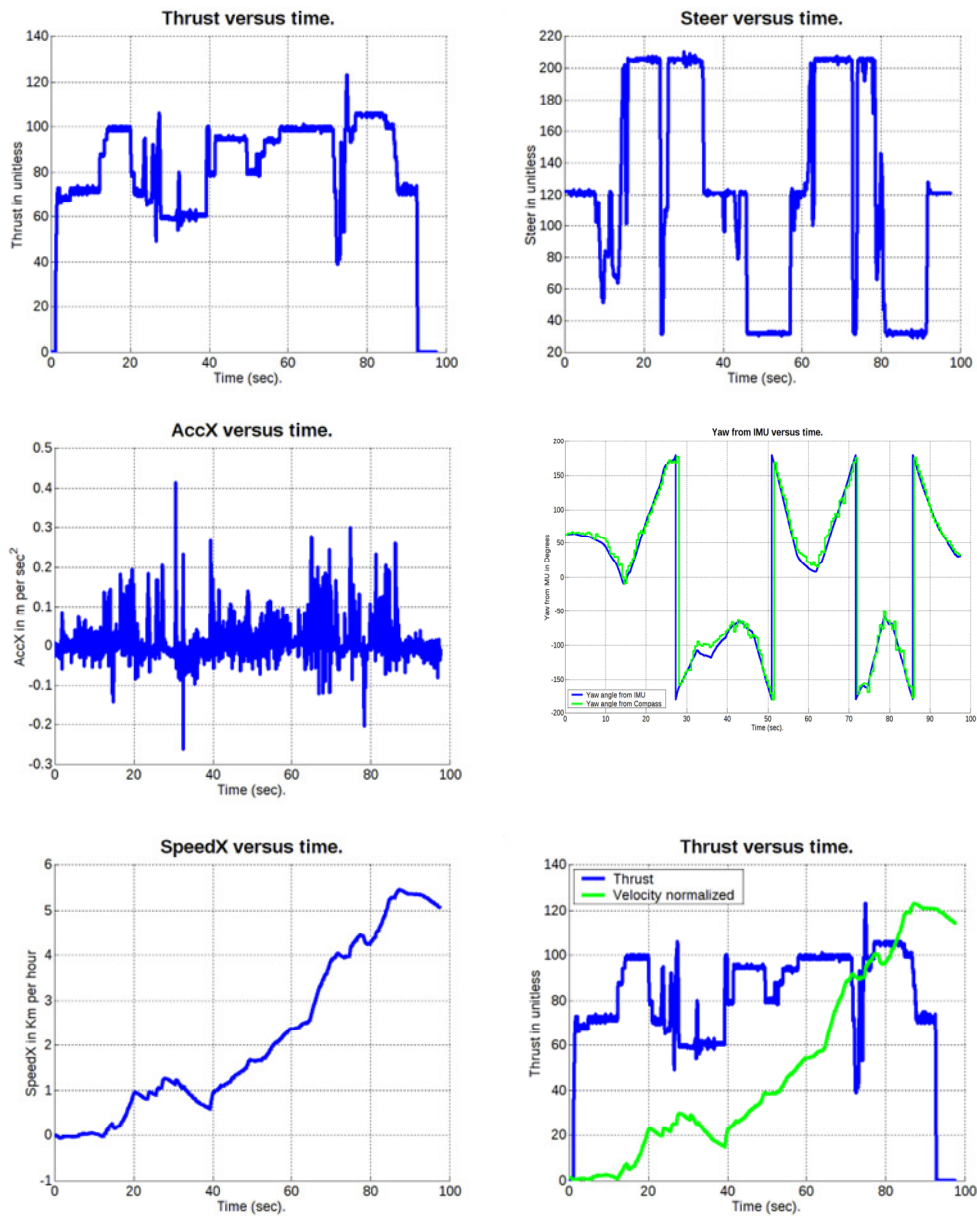 Thrust versus time.
140
120
100
80
60
40
20
0
Thrust in unitless
0 20 40 60 80 100
Time (sec).
Steer versus time.
220
200
180
160
140
120
100
80
60
40
20
Steer in unitless
0 20 40 60 80 100
Time (sec).
AccX versus time.
0.5
0.4
0.3
0.2
0.1
0
-0.1
-0.2
-0.3
AccX in m per sec²
0 20 40 60 80 100
Time (sec).
Yaw from IMU versus time.
200
150
100
50
0
-50
-100
-150
-200
Yaw from IMU in Degrees
Yaw angle from IMU
Yaw angle from Compass
0 10 20 30 40 50 60 70 80 90 100
Time (sec).
SpeedX versus time.
6
5
4
3
2
1
0
-1
SpeedX in Km per hour
0 20 40 60 80 100
Time (sec).
Thrust versus time.
140
120
100
80
60
40
20
0
Thrust in unitless
Thrust
Velocity normalized
0 20 40 60 80 100
Time (sec).